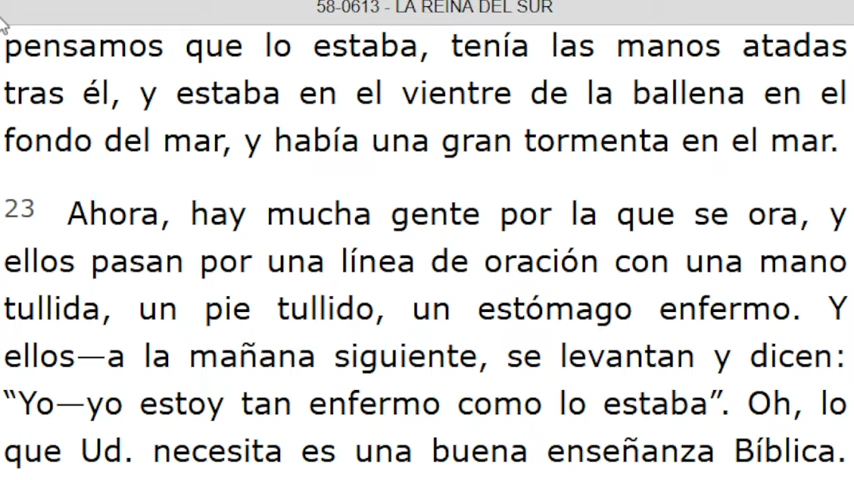 58-0613 - LA REINA DEL SUR
pensamos que lo estaba, tenía las manos atadas
tras él, y estaba en el vientre de la ballena en el
fondo del mar, y había una gran tormenta en el mar.
23 Ahora, hay mucha gente por la que se ora, y
ellos pasan por una línea de oración con una mano
tullida, un pie tullido, un estómago enfermo. Y
ellos—a la mañana siguiente, se levantan y dicen:
“Yo—yo estoy tan enfermo como lo estaba”. Oh, lo
que Ud. necesita es una buena enseñanza Bíblica.